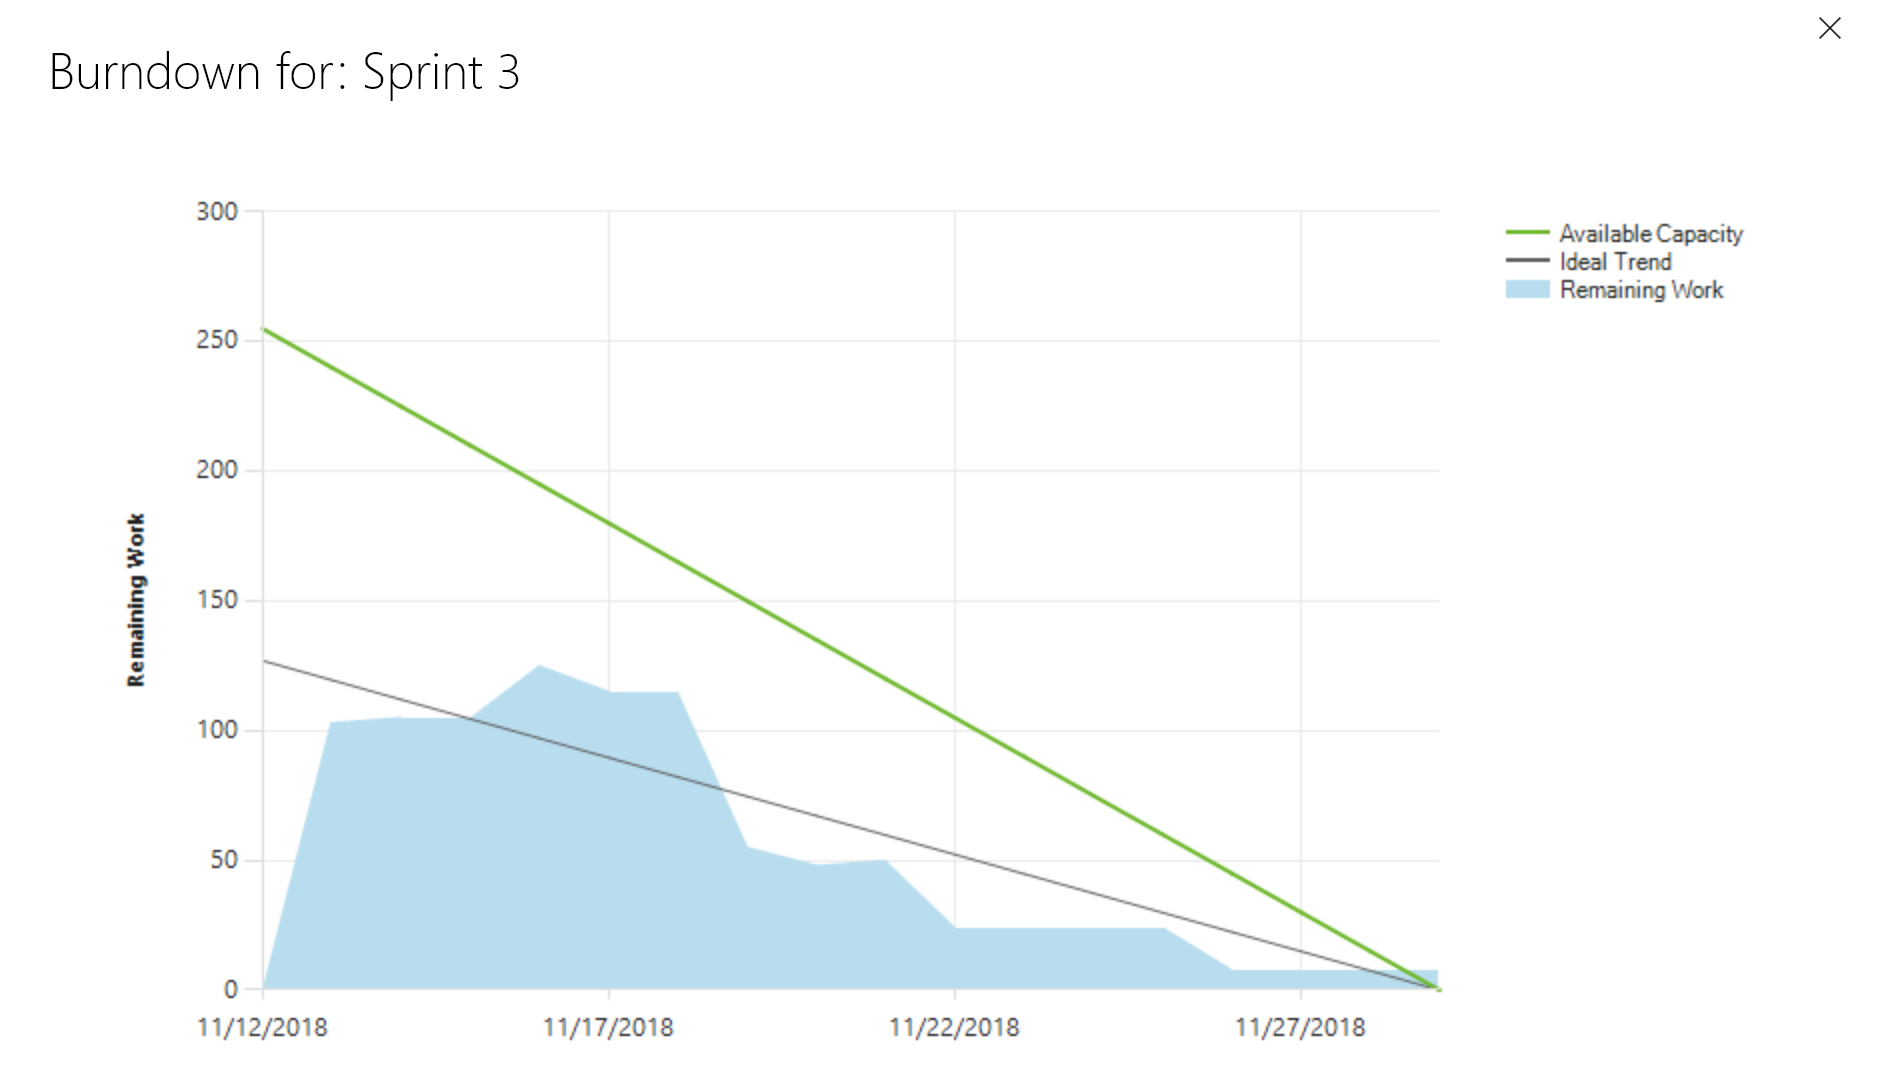 Burndown for: Sprint 3
300
250
200
150
100
50
0
Remaining Work
11/12/2018
11/17/2018
11/22/2018
11/27/2018
Available Capacity
Ideal Trend
Remaining Work